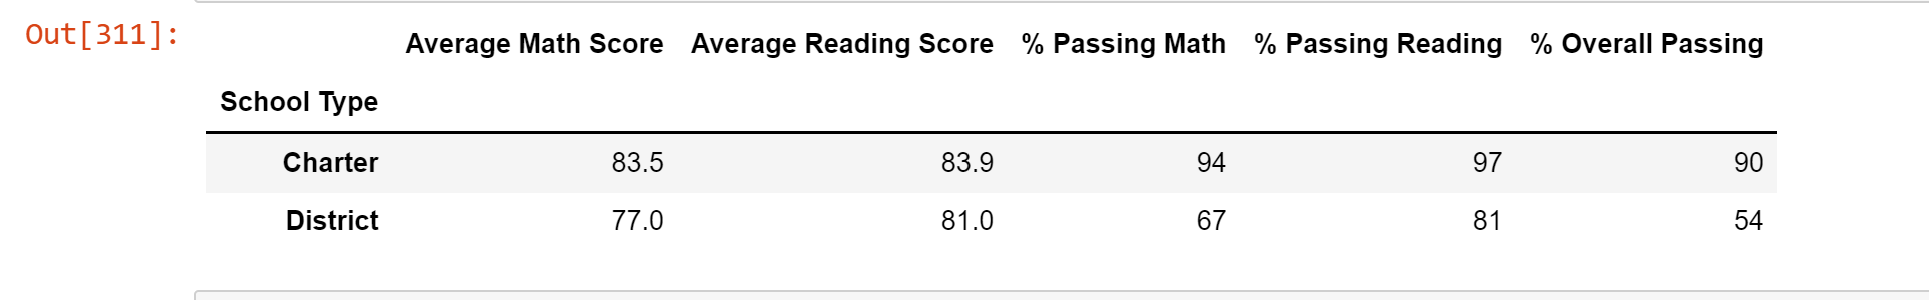 Out[311]:
Average Math Score Average Reading Score % Passing Math % Passing Reading % Overall Passing
School Type
Charter 83.5 83.9 94 97 90
District 77.0 81.0 67 81 54